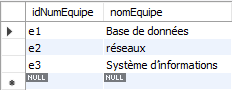 idNumEquipe nomEquipe
e1 Base de données
e2 réseaux
e3 Système d'informations
NULL NULL